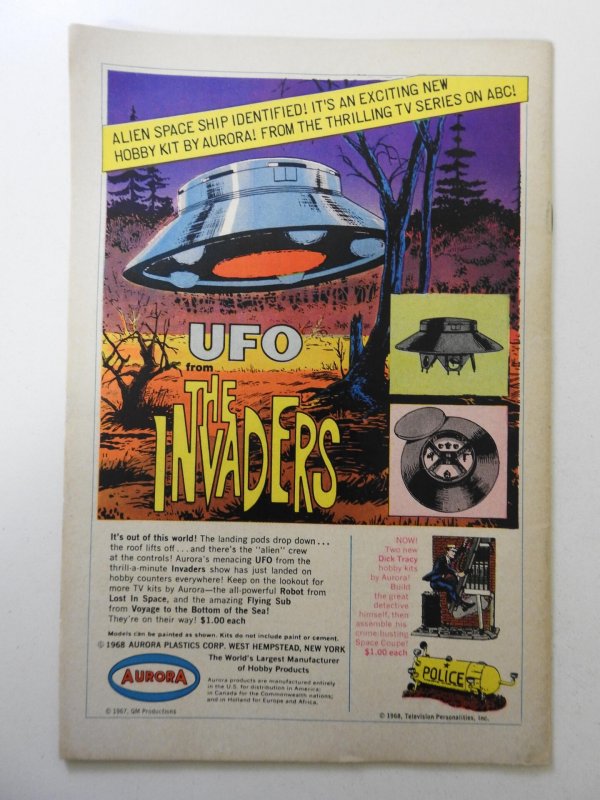 ALIEN SPACE SHIP IDENTIFIED! IT'S AN EXCITING NEW
HOBBY KIT BY AURORA! FROM THE THRILLING TV SERIES ON ABC!
UFO
from
THE
INVADERS
It's out of this world! The landing pods drop down...
the roof lifts off...and there's the "alien" crew
at the controls! Aurora's menacing UFO from the
thrill-a-minute Invaders show has just landed on
hobby counters everywhere! Keep on the lookout for
more TV kits by Aurora—the all-powerful Robot from
Lost In Space, and the amazing Flying Sub
from Voyage to the Bottom of the Sea!
They're on their way! $1.00 each
Models can be painted as shown. Kits do not include paint or cement.
© 1968 AURORA PLASTICS CORP. WEST HEMPSTEAD, NEW YORK
AURORA
The World's Largest Manufacturer
of Hobby Products
Aurora products are manufactured entirely
in the U.S. for distribution in America;
in Canada for the Commonwealth nations;
and in Holland for Europe and Africa.
© 1967, QM Productions
NOW!
Two new
Dick Tracy
hobby kits
by Aurora!
Build
the great
detective
himself, then
assemble his
crime-busting
Space Coupe!
$1.00 each
POLICE
© 1968, Television Personalities, Inc.